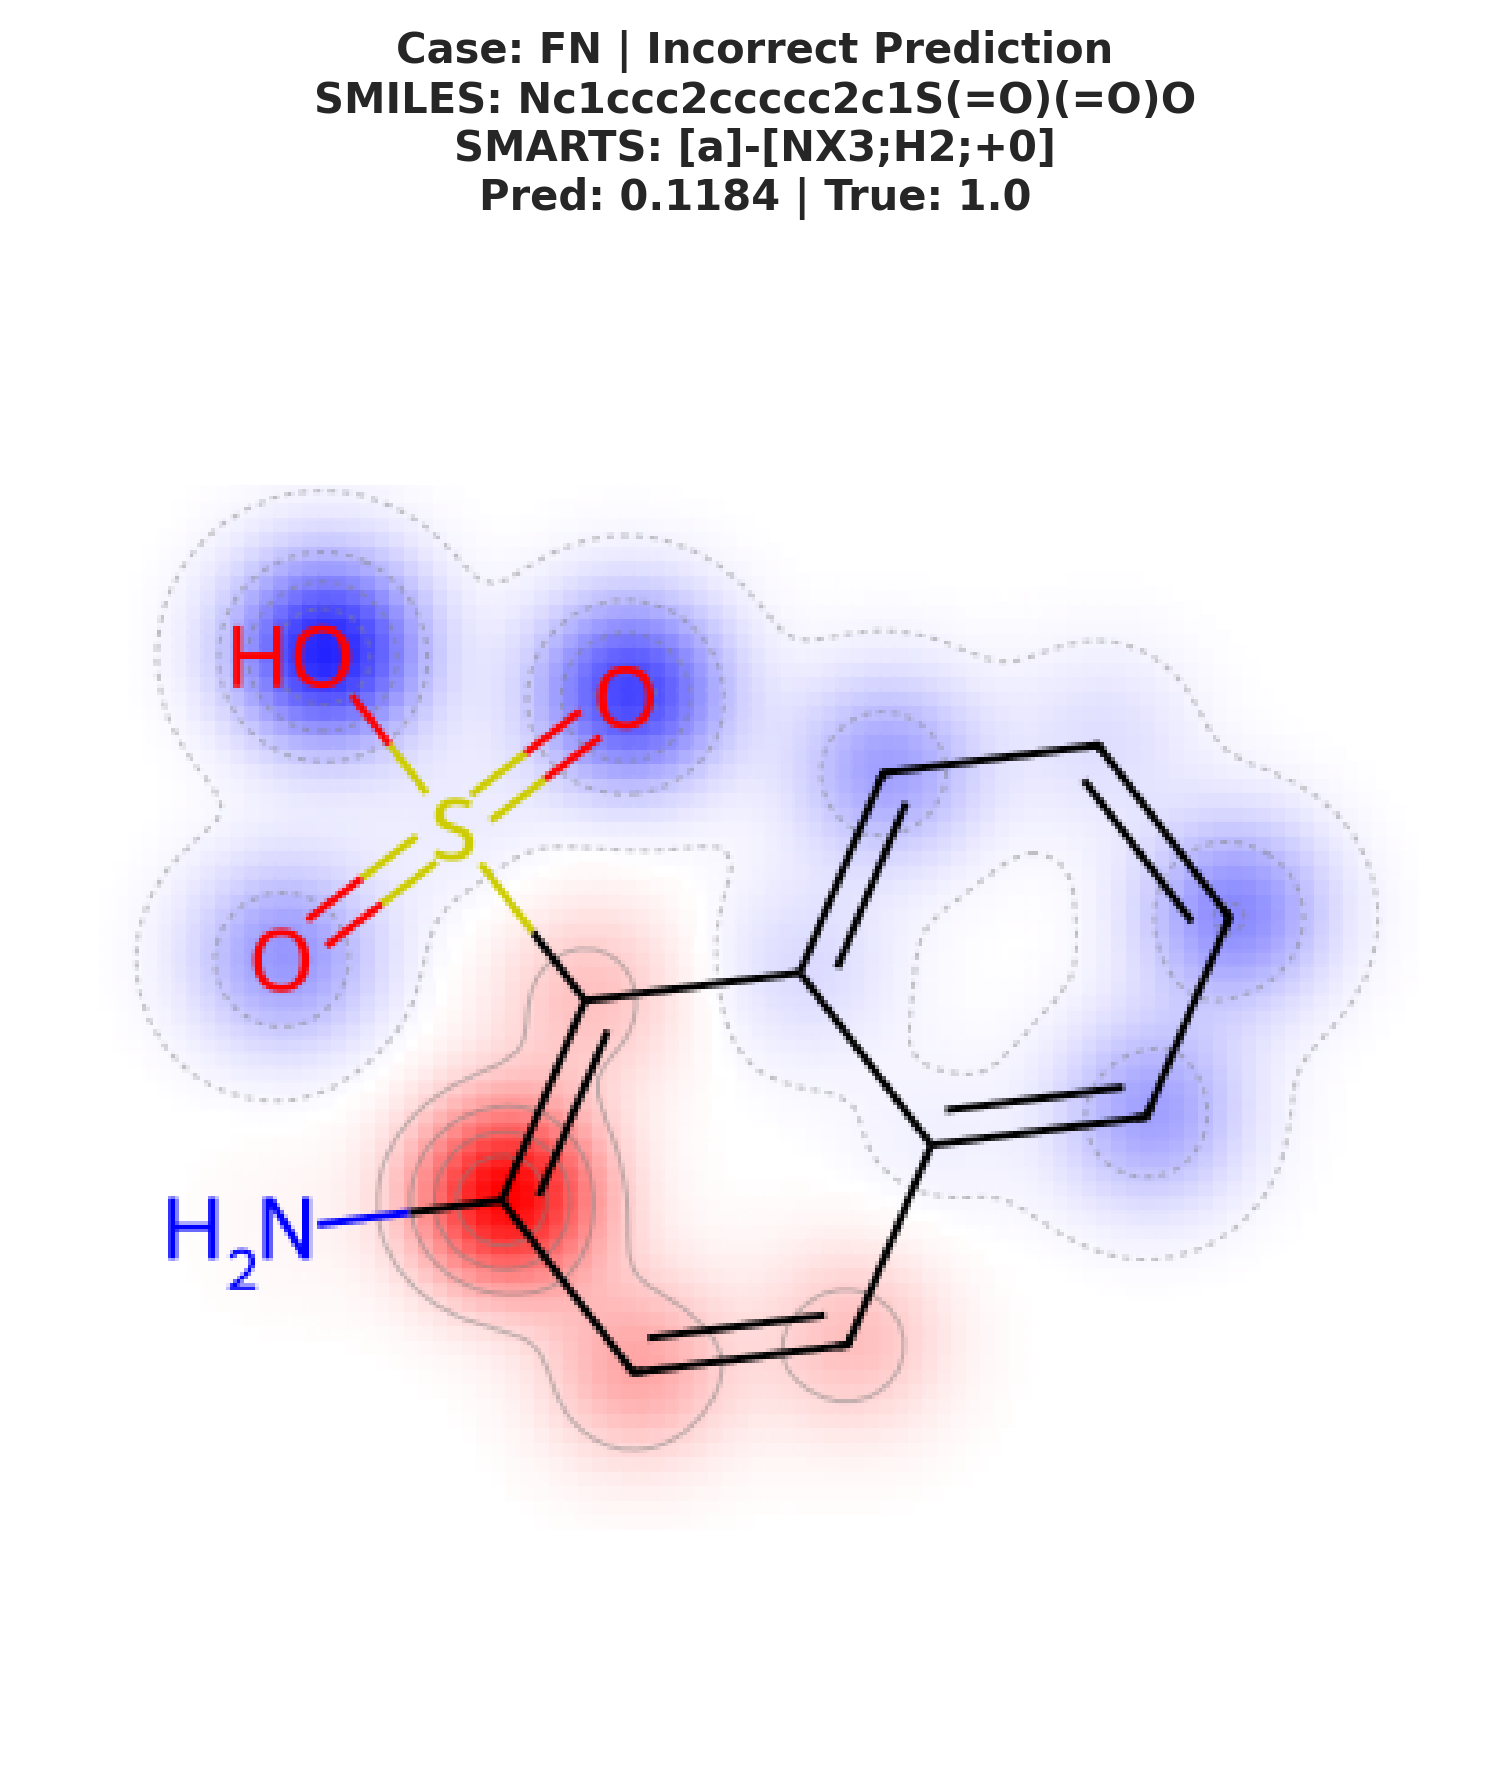 Case: FN | Incorrect Prediction
SMILES: Nc1ccc2ccccc2c1S(=O)(=O)O
SMARTS: [a]-[NX3;H2;+0]
Pred: 0.1184 | True: 1.0
HO
O
S
O
H2N